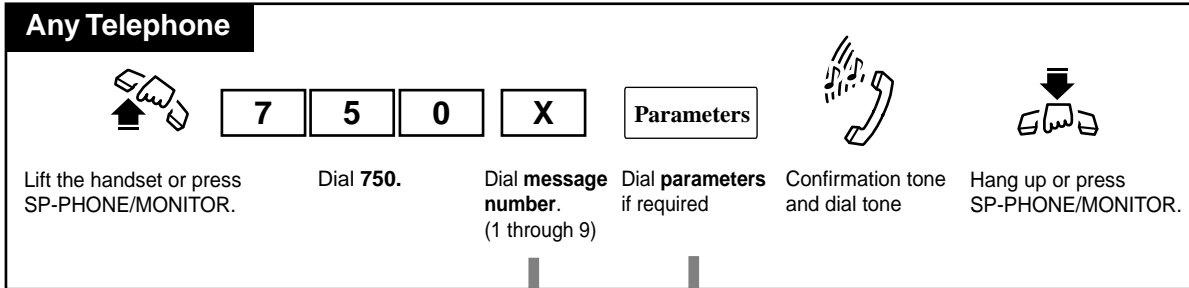 Any Telephone
7 5 0 X Parameters
Lift the handset or press
SP-PHONE/MONITOR.
Dial 750.
Dial message
number.
(1 through 9)
Dial parameters
if required
Confirmation tone
and dial tone
Hang up or press
SP-PHONE/MONITOR.